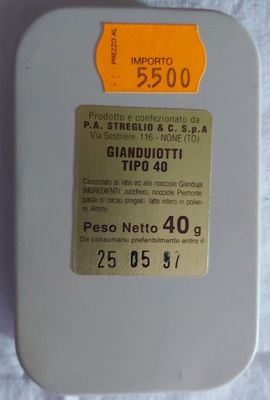 PREZZO AL
IMPORTO
5.500
Prodotto e confezionato da
P.A. STREGLIO & C. S.p.A
Via Sestriere, 116 - NONE (TO)
GIANDUIOTTI
TIPO 40
Cioccolato al latte ed alle nocciole Gianduja.
INGREDIENTI: zucchero, nocciole Piemonte,
pasta di cacao pregiati, latte intero in polve-
re. Aromi.
Peso Netto 40 g
Da consumarsi preferibilmente entro il
25 05 97